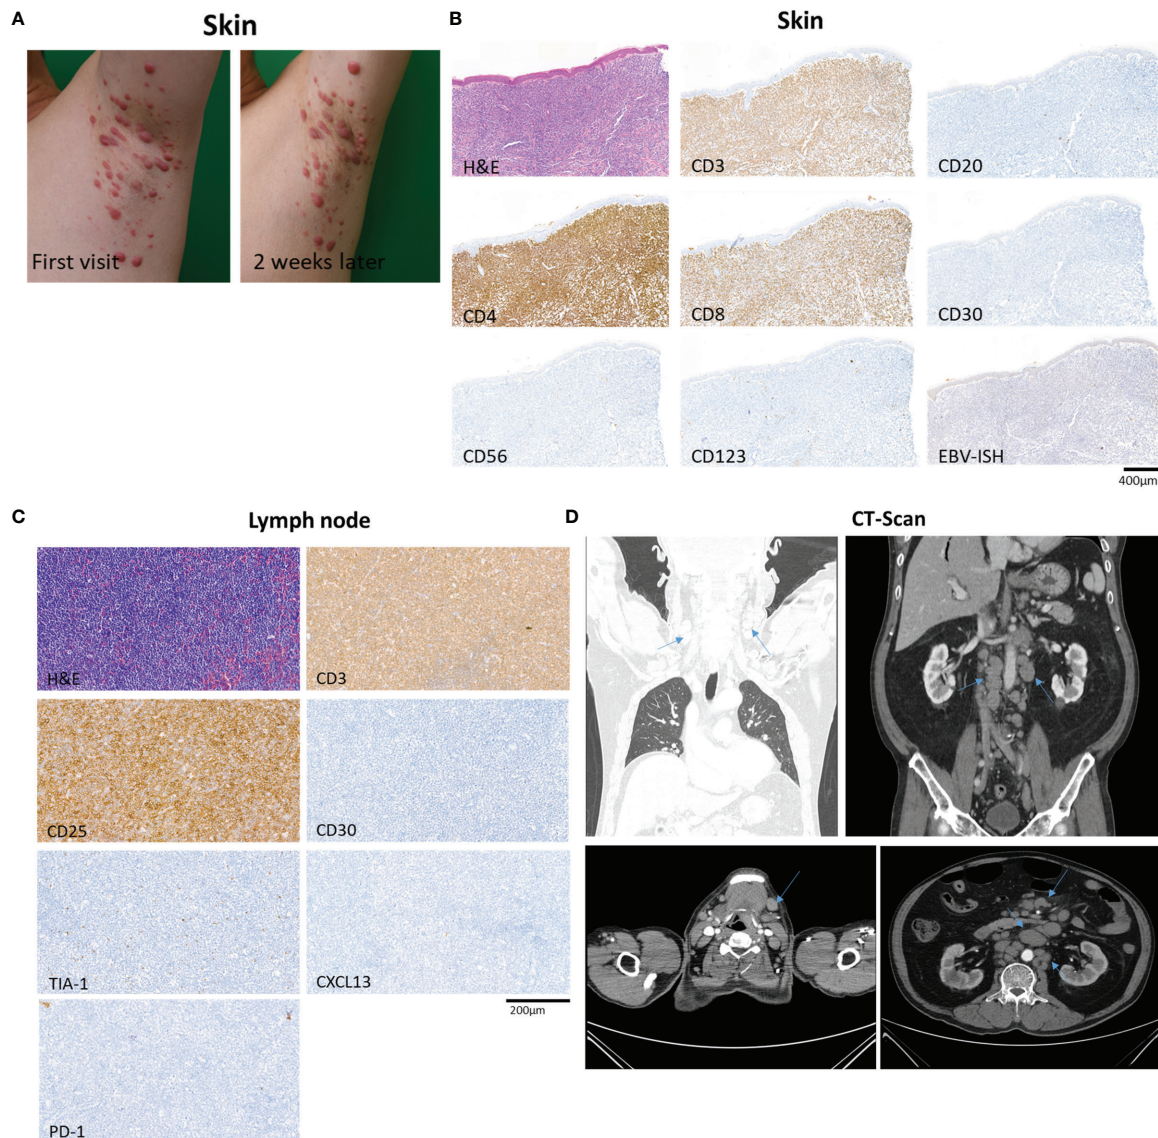 A
Skin
First visit
2 weeks later
B
Skin
H&E
CD3
CD20
CD4
CD8
CD30
CD56
CD123
EBV-ISH
400µm
C
Lymph node
H&E
CD3
CD25
CD30
TIA-1
CXCL13
200µm
PD-1
D
CT-Scan